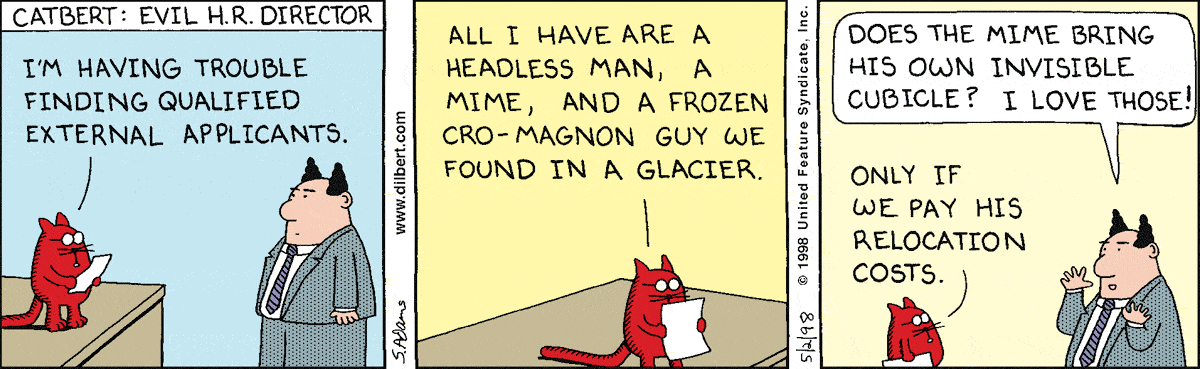 CATBERT: EVIL H.R. DIRECTOR
I'M HAVING TROUBLE
FINDING QUALIFIED
EXTERNAL APPLICANTS.
www.dilbert.com
S.Adams
ALL I HAVE ARE A
HEADLESS MAN, A
MIME, AND A FROZEN
CRO-MAGNON GUY WE
FOUND IN A GLACIER.
5/2/98 © 1998 United Feature Syndicate, Inc.
DOES THE MIME BRING
HIS OWN INVISIBLE
CUBICLE? I LOVE THOSE!
ONLY IF
WE PAY HIS
RELOCATION
COSTS.